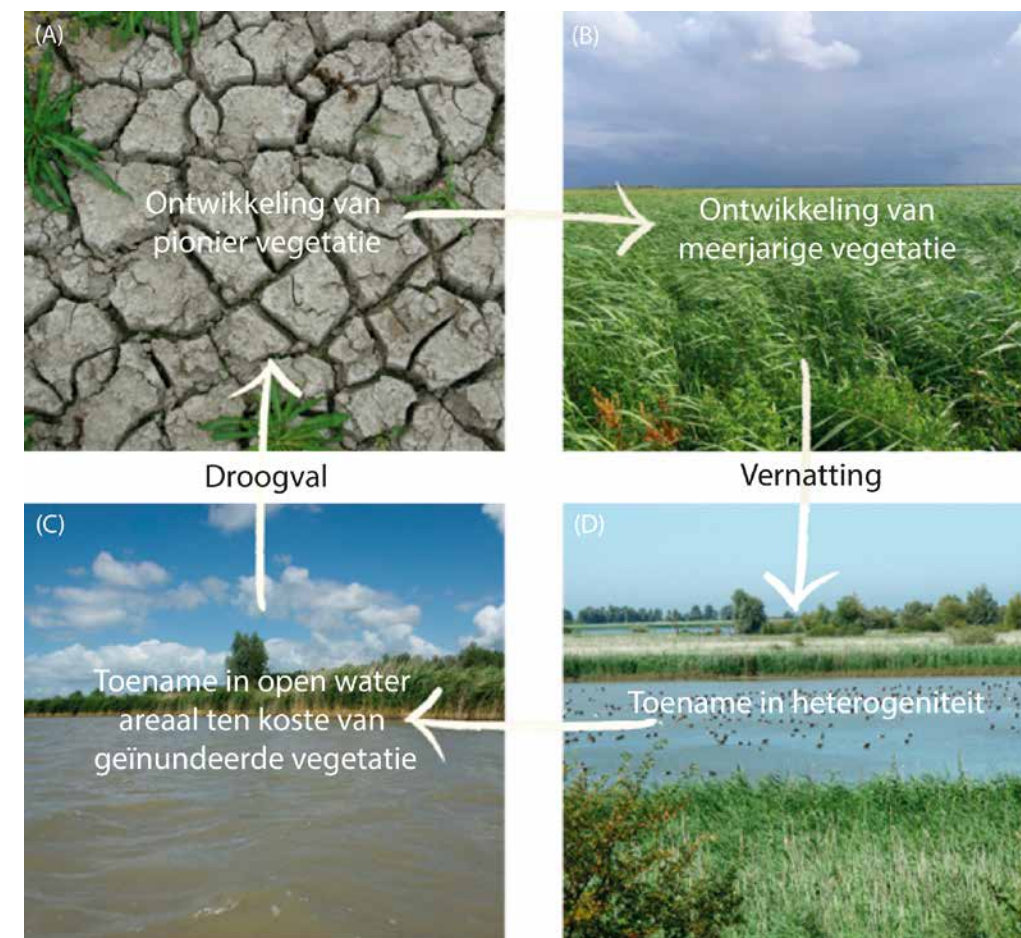 (A)
Ontwikkeling van
pionier vegetatie
(B)
Ontwikkeling van
meerjarige vegetatie
Droogval
Vernatting
(C)
Toename in open water
areaal ten koste van
geïnundeerde vegetatie
(D)
Toename in heterogeniteit